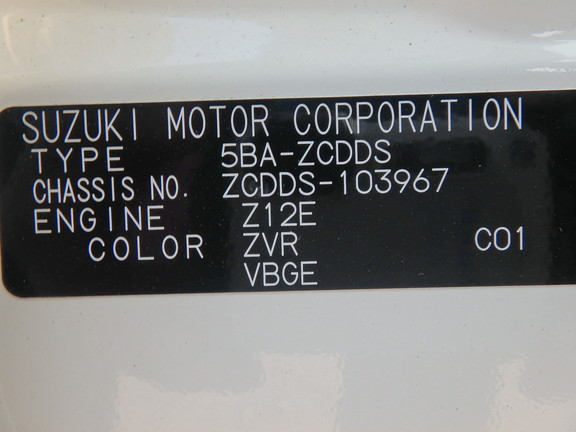 SUZUKI MOTOR CORPORATION
TYPE 5BA-ZCDDS
CHASSIS NO. ZCDDS-103967
ENGINE Z12E
COLOR ZVR C01
VBGE